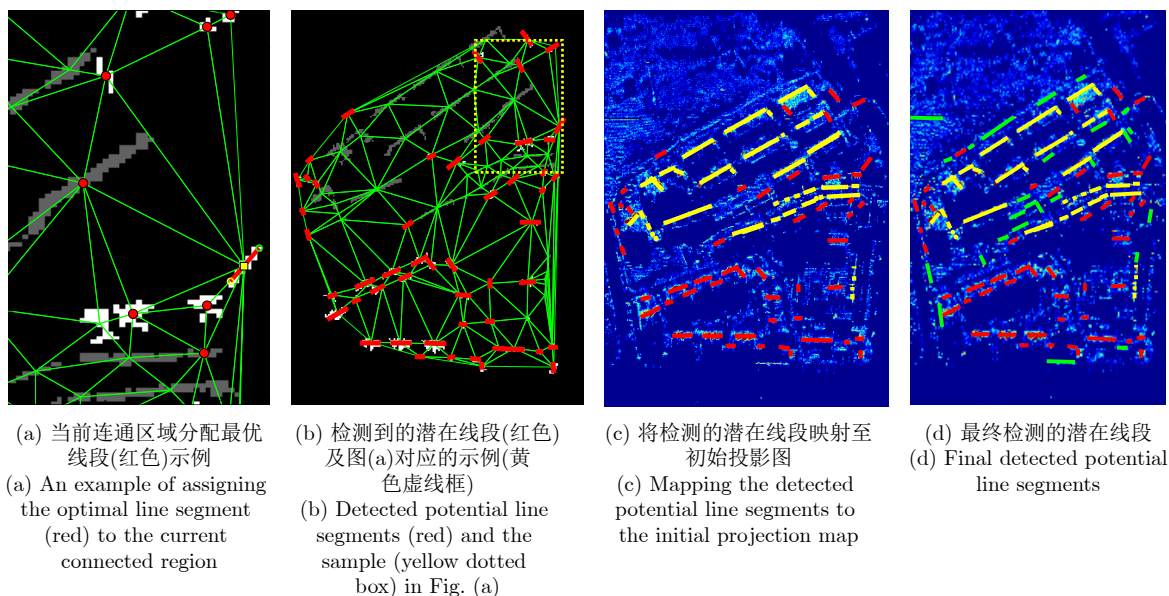 (a) 当前连通区域分配最优
线段(红色)示例
(a) An example of assigning
the optimal line segment
(red) to the current
connected region
(b) 检测到的潜在线段(红色)
及图(a)对应的示例(黄
色虚线框)
(b) Detected potential line
segments (red) and the
sample (yellow dotted
box) in Fig. (a)
(c) 将检测的潜在线段映射至
初始投影图
(c) Mapping the detected
potential line segments to
the initial projection map
(d) 最终检测的潜在线段
(d) Final detected potential
line segments